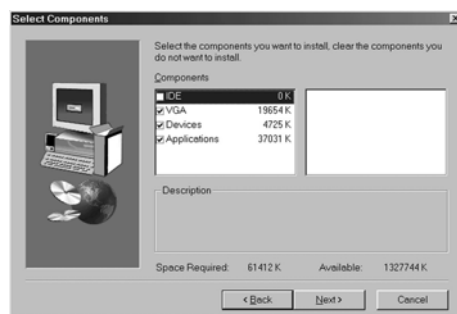 Select Components
Select the components you want to install, clear the components you
do not want to install.
Components
IDE 0 K
VGA 19654 K
Devices 4725 K
Applications 37031 K
Description
Space Required: 61412 K Available: 1327744 K
< Back Next > Cancel